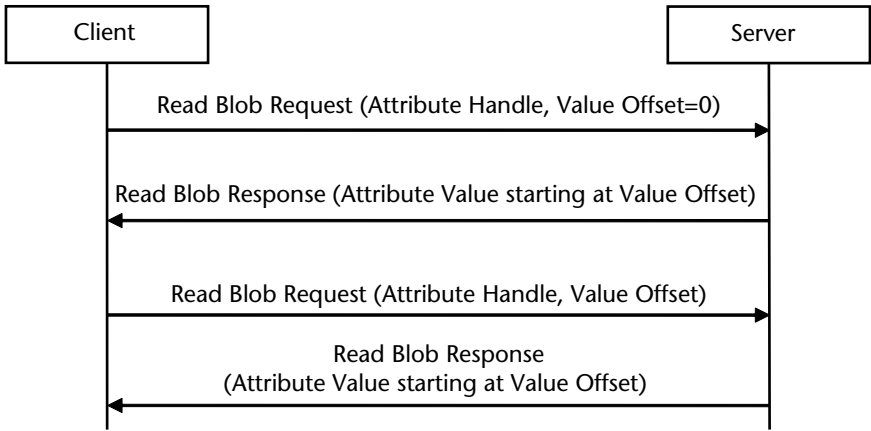 Client
Server
Read Blob Request (Attribute Handle, Value Offset=0)
Read Blob Response (Attribute Value starting at Value Offset)
Read Blob Request (Attribute Handle, Value Offset)
Read Blob Response
(Attribute Value starting at Value Offset)